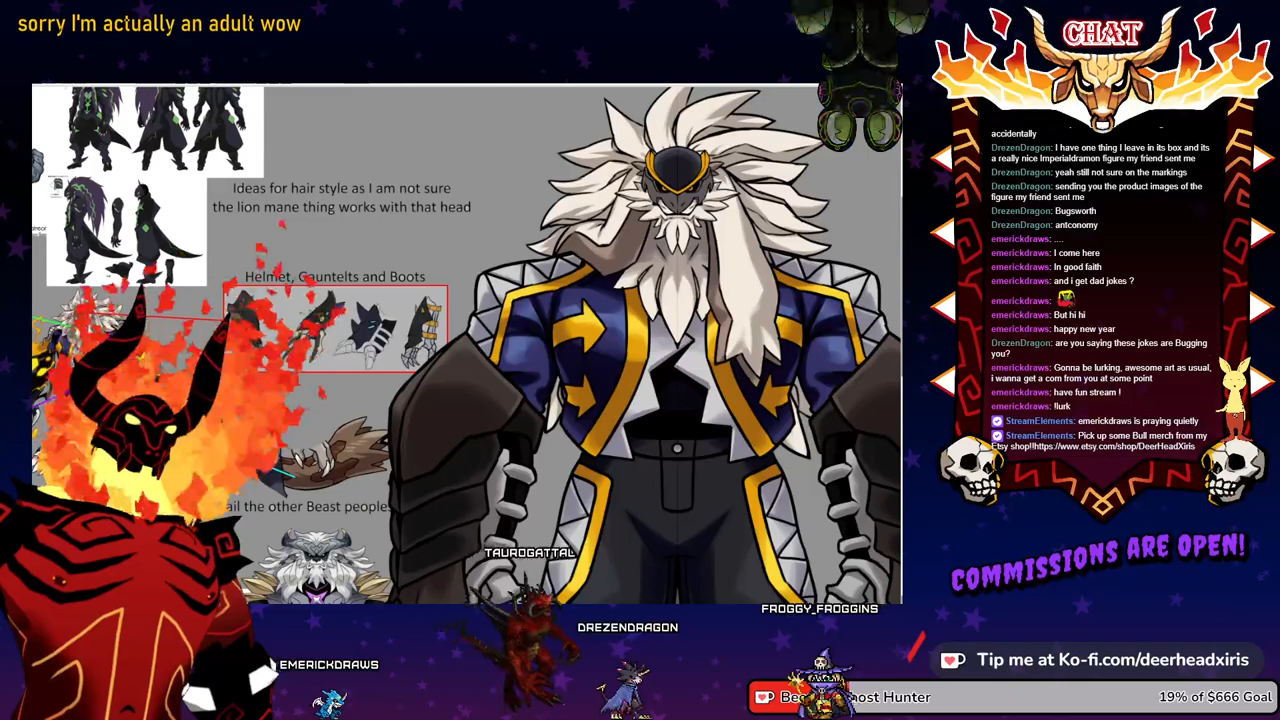 sorry I'm actually an adult wow
CHAT
accidentally
DrezenDragon: I have one thing I leave in its box and its
a really nice Imperialdramon figure my friend sent me
DrezenDragon: yeah still not sure on the markings
DrezenDragon: sending you the product images of the
figure my friend sent me
DrezenDragon: Bugsworth
DrezenDragon: antconomy
emerickdraws: ....
emerickdraws: I come here
emerickdraws: In good faith
emerickdraws: and i get dad jokes ?
emerickdraws:
emerickdraws: But hi hi
emerickdraws: happy new year
DrezenDragon: are you saying these jokes are Bugging
you?
emerickdraws: Gonna be lurking, awesome art as usual,
i wanna get a com from you at some point
emerickdraws: have fun stream !
emerickdraws: !lurk
StreamElements: emerickdraws is praying quietly
StreamElements: Pick up some Bull merch from my
Etsy shop!!https://www.etsy.com/shop/DeerHeadXiris
Ideas for hair style as I am not sure
the lion mane thing works with that head
Helmet, Gauntelts and Boots
ail the other Beast peoples
TAUROGATTAL
FROGGY_FROGGINS
DREZENDRAGON
EMERICKDRAWS
COMMISSIONS ARE OPEN!
Tip me at Ko-fi.com/deerheadxiris
Hunter
19% of $666 Goal